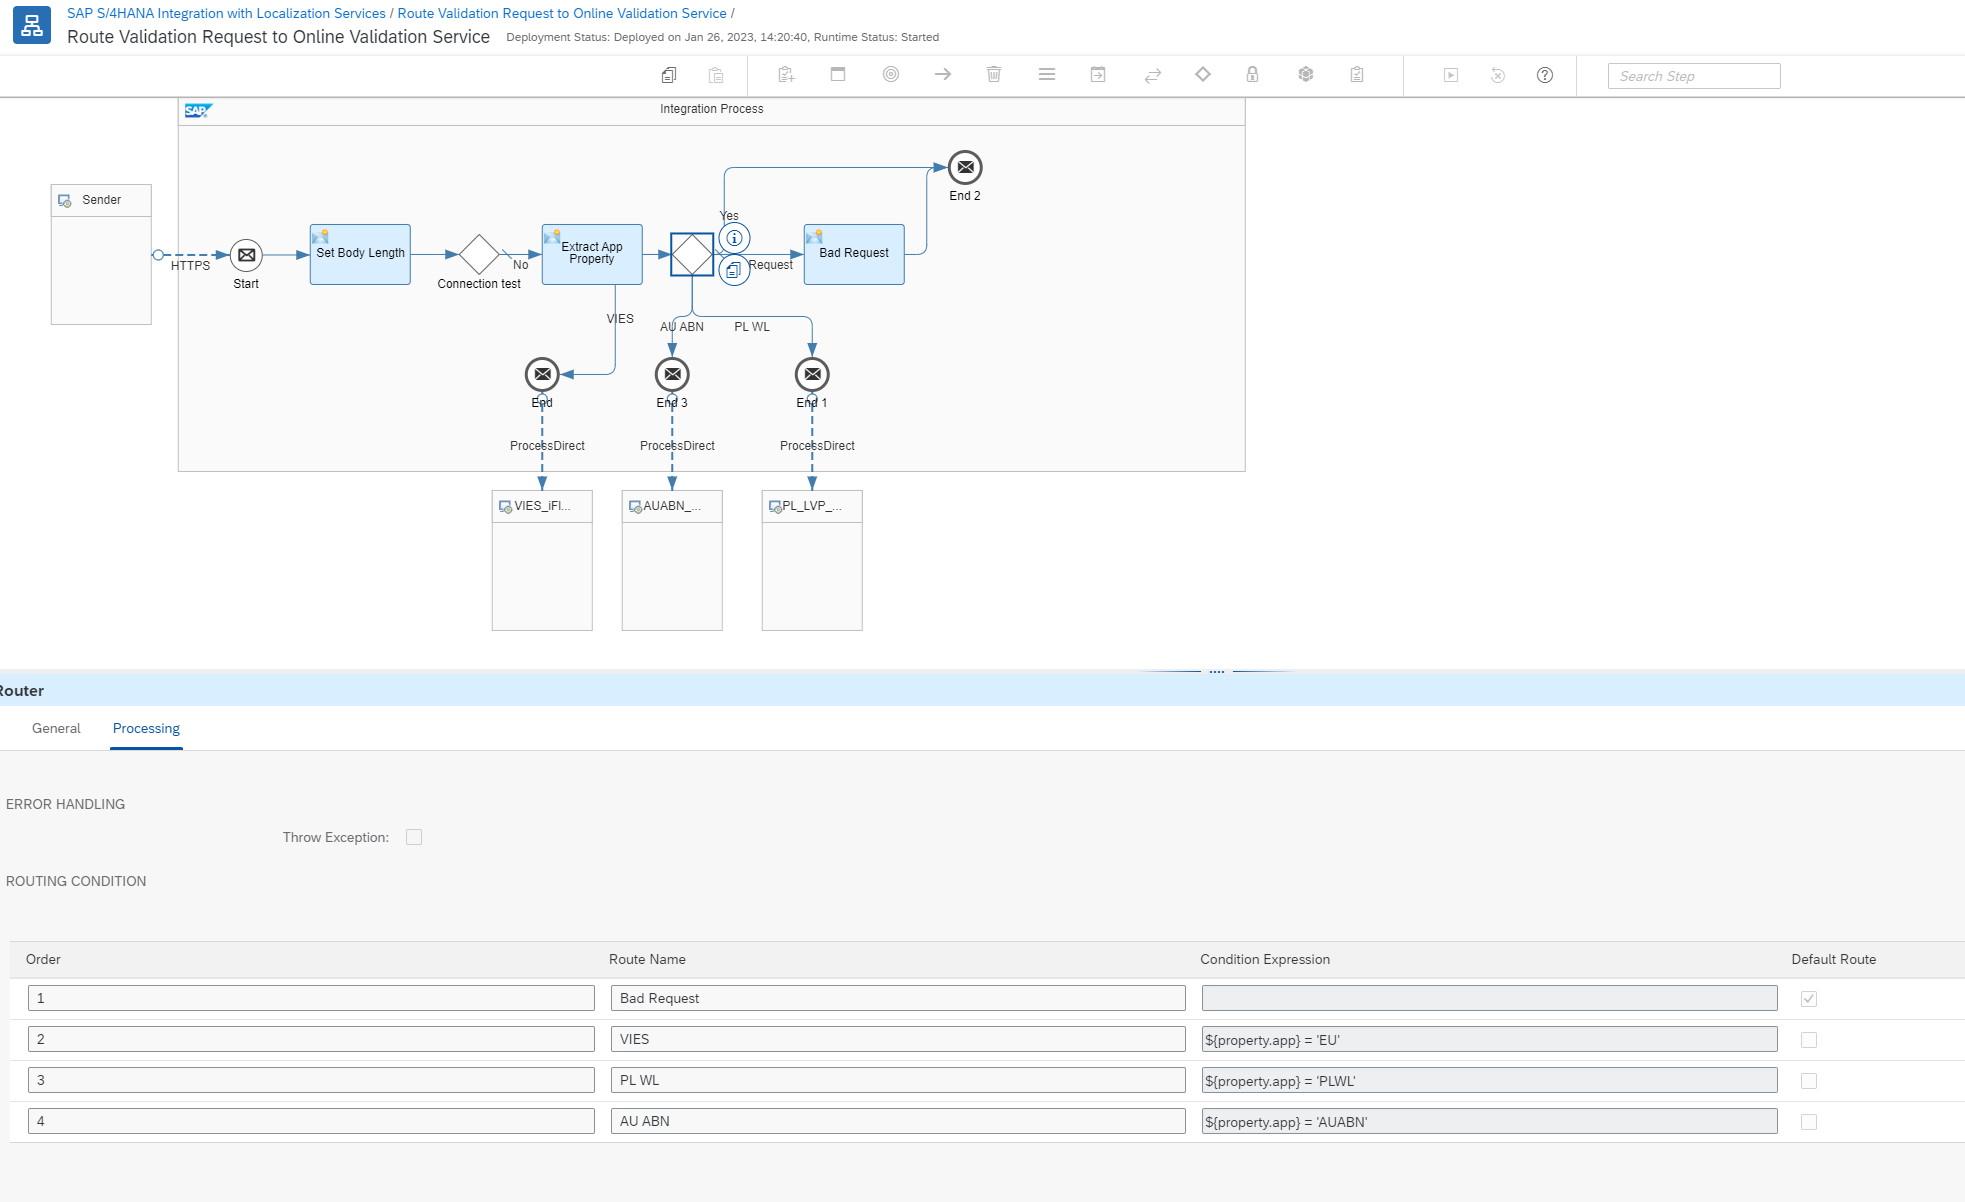 SAP S/4HANA Integration with Localization Services / Route Validation Request to Online Validation Service /
Route Validation Request to Online Validation Service Deployment Status: Deployed on Jan 26, 2023, 14:20:40, Runtime Status: Started
Search Step
SAP
Integration Process
Sender
HTTPS
Start
Set Body Length
Connection test
No
Extract App
Property
Yes
Request
Bad Request
End 2
VIES
AU ABN
PL WL
End
End 3
End 1
ProcessDirect
ProcessDirect
ProcessDirect
VIES_iFl...
AUABN_...
PL_LVP_...
Router
General
Processing
ERROR HANDLING
Throw Exception:
ROUTING CONDITION
Order Route Name Condition Expression Default Route
1 Bad Request
2 VIES ${property.app} = 'EU'
3 PL WL ${property.app} = 'PLWL'
4 AU ABN ${property.app} = 'AUABN'